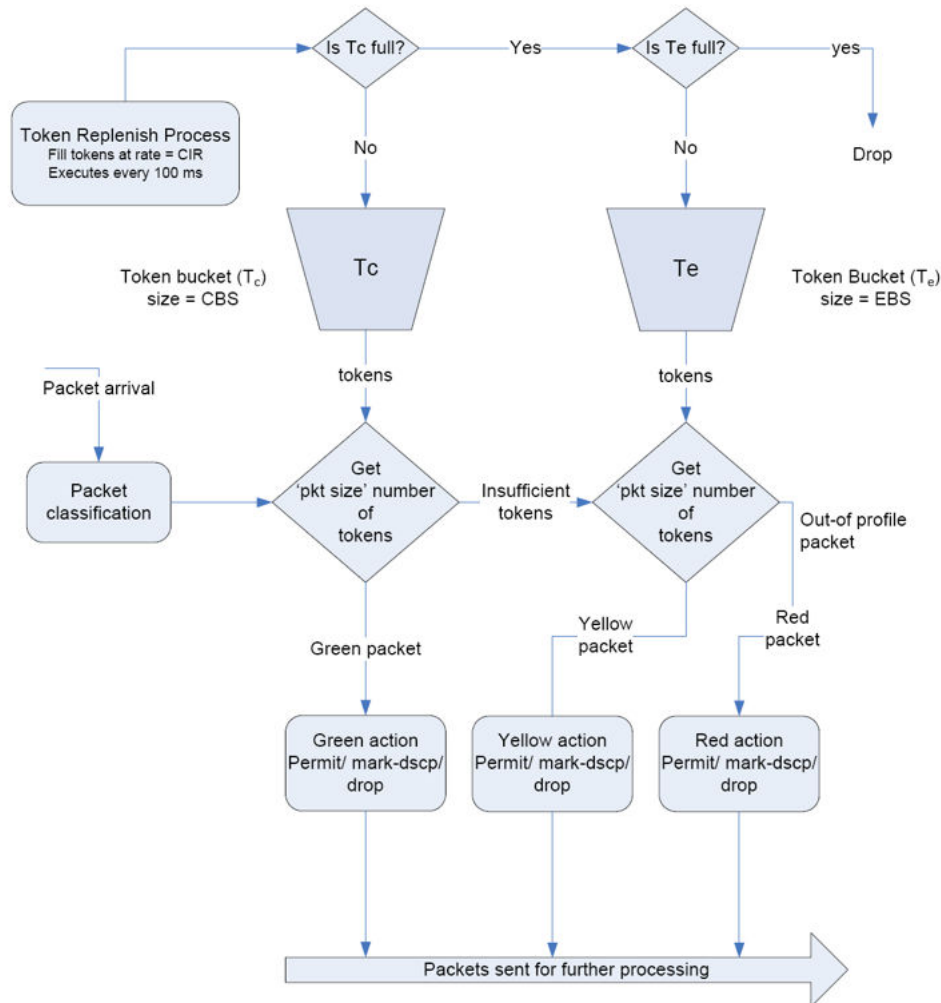 Is Tc full?
Yes
Is Te full?
yes
Token Replenish Process
Fill tokens at rate = CIR
Executes every 100 ms
No
No
Drop
Tc
Te
Token bucket (Tc)
size = CBS
Token Bucket (Te)
size = EBS
tokens
tokens
Packet arrival
Packet
classification
Get
‘pkt size’ number
of
tokens
Insufficient
tokens
Get
‘pkt size’ number
of
tokens
Out-of profile
packet
Green packet
Yellow
packet
Red
packet
Green action
Permit/ mark-dscp/
drop
Yellow action
Permit/ mark-dscp/
drop
Red action
Permit/ mark-dscp/
drop
Packets sent for further processing